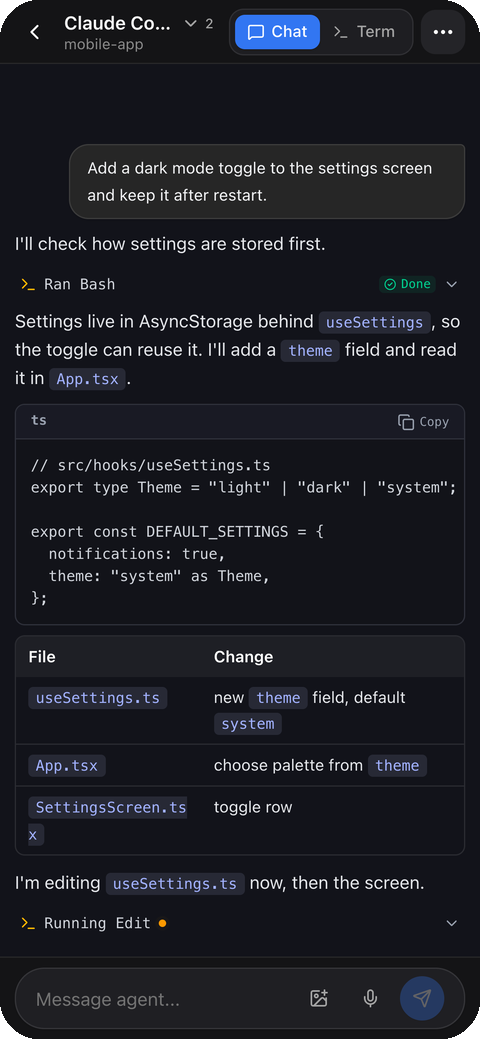 Claude Co... 2
mobile-app
Chat
Term
Add a dark mode toggle to the settings screen
and keep it after restart.
I'll check how settings are stored first.
Ran Bash
Done
Settings live in AsyncStorage behind useSettings, so
the toggle can reuse it. I'll add a theme field and read
it in App.tsx.
ts
Copy
// src/hooks/useSettings.ts
export type Theme = "light" | "dark" | "system";
export const DEFAULT_SETTINGS = {
  notifications: true,
  theme: "system" as Theme,
};
File Change
useSettings.ts new theme field, default
system
App.tsx choose palette from theme
SettingsScreen.ts toggle row
x
I'm editing useSettings.ts now, then the screen.
Running Edit
Message agent...